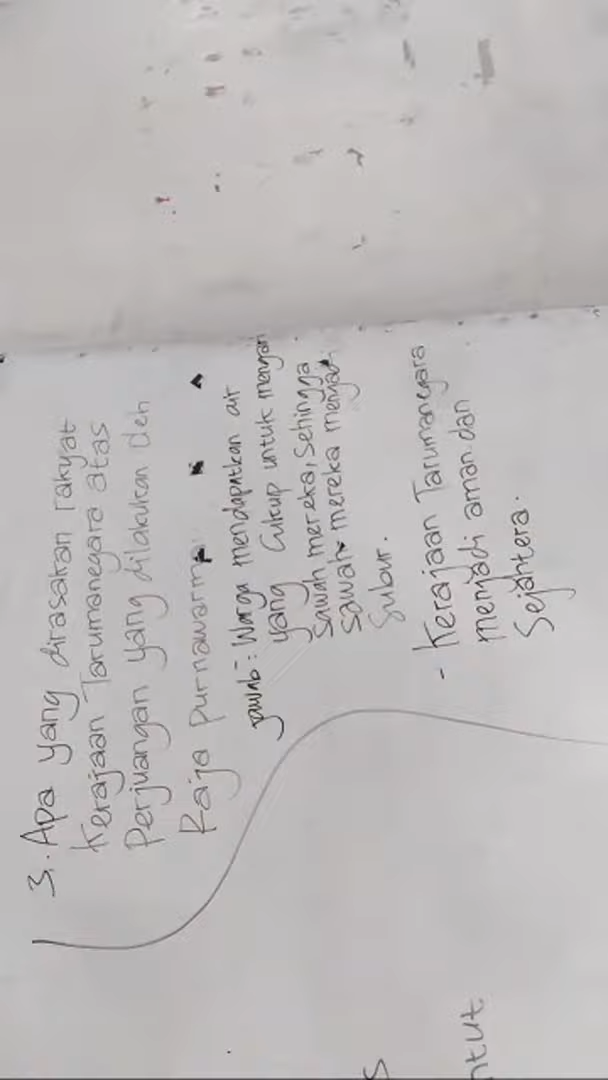 3. Apa yang dirasakan rakyat
Kerajaan Tarumanegara atas
Perjuangan yang dilakukan Oleh
Raja Purnawarman
jawab: Warga mendapatkan air
yang Cukup untuk mengairi
Sawah mereka, Sehingga
Sawah mereka menjadi
Subur.
- Kerajaan Tarumanegara
menjadi aman dan
Sejahtera.